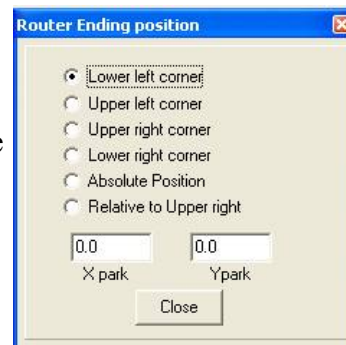 Router Ending position
Lower left corner
Upper left corner
Upper right corner
Lower right corner
Absolute Position
Relative to Upper right
0.0 0.0
X park Ypark
Close